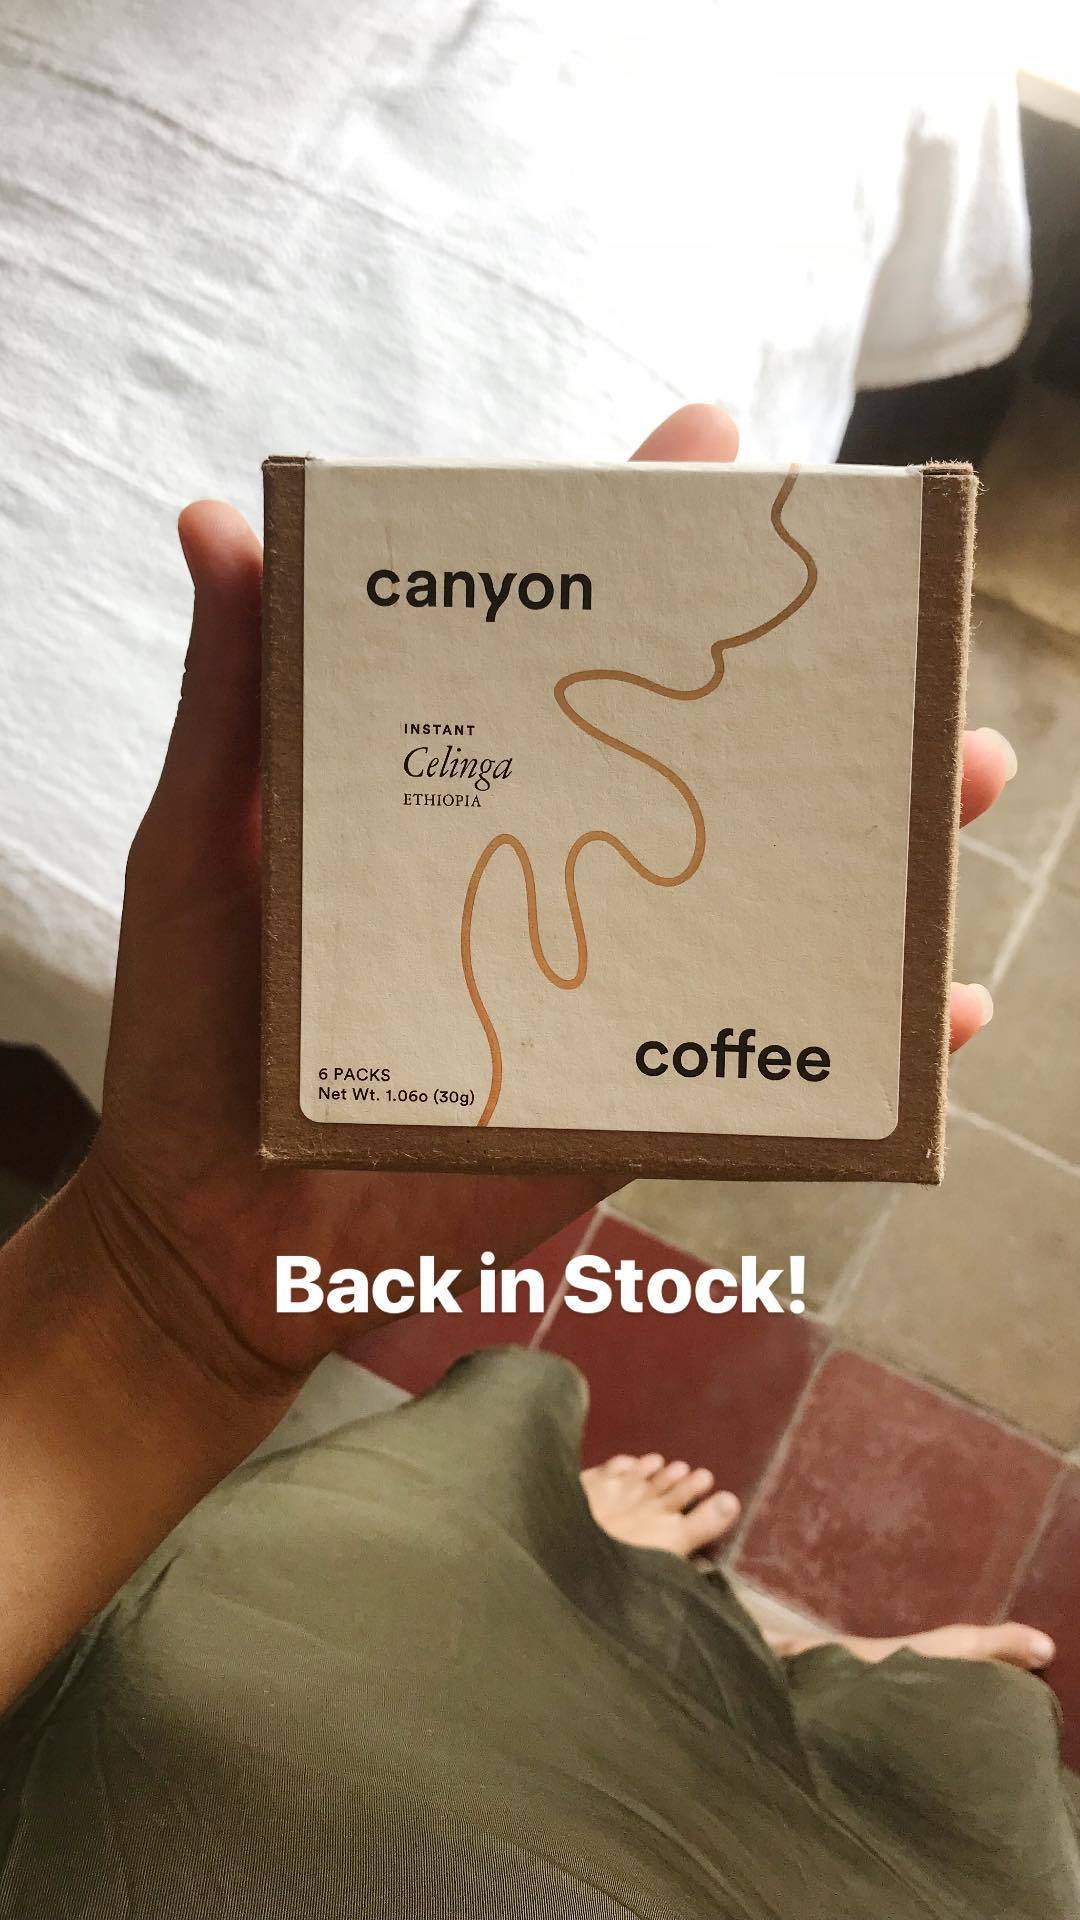 canyon
INSTANT
Celinga
ETHIOPIA
6 PACKS
Net Wt. 1.06o (30g)
coffee
Back in Stock!